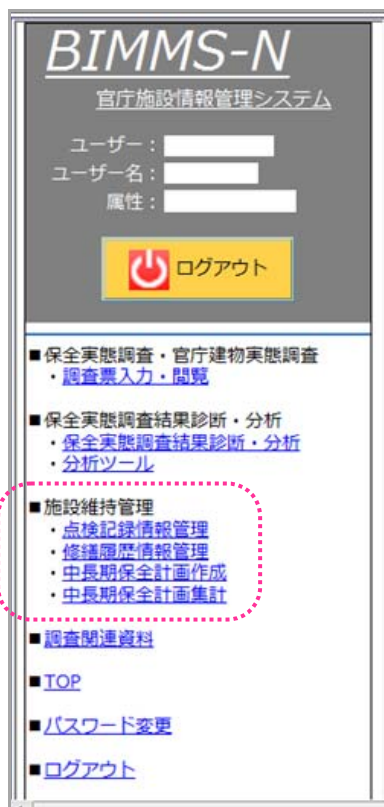 BIMMS-N
官庁施設情報管理システム
ユーザー：
ユーザー名：
属性：
ログアウト
■保全実態調査・官庁建物実態調査
・調査票入力・閲覧
■保全実態調査結果診断・分析
・保全実態調査結果診断・分析
・分析ツール
■施設維持管理
・点検記録情報管理
・修繕履歴情報管理
・中長期保全計画作成
・中長期保全計画集計
■調査関連資料
■TOP
■パスワード変更
■ログアウト